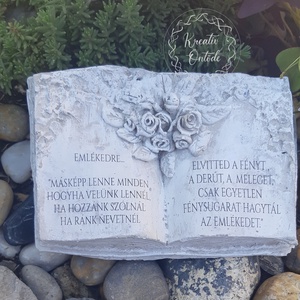 Kreatív
Öntöde
EMLÉKEDRE...
"MÁSKÉPP LENNE MINDEN,
HOGYHA VELÜNK LENNÉL,
HA HOZZÁNK SZÓLNÁL,
HA RÁNK NEVETNÉL.
ELVITTED A FÉNYT,
A DERŰT, A MELEGET,
CSAK EGYETLEN
FÉNYSUGARAT HAGYTÁL,
AZ EMLÉKEDET."